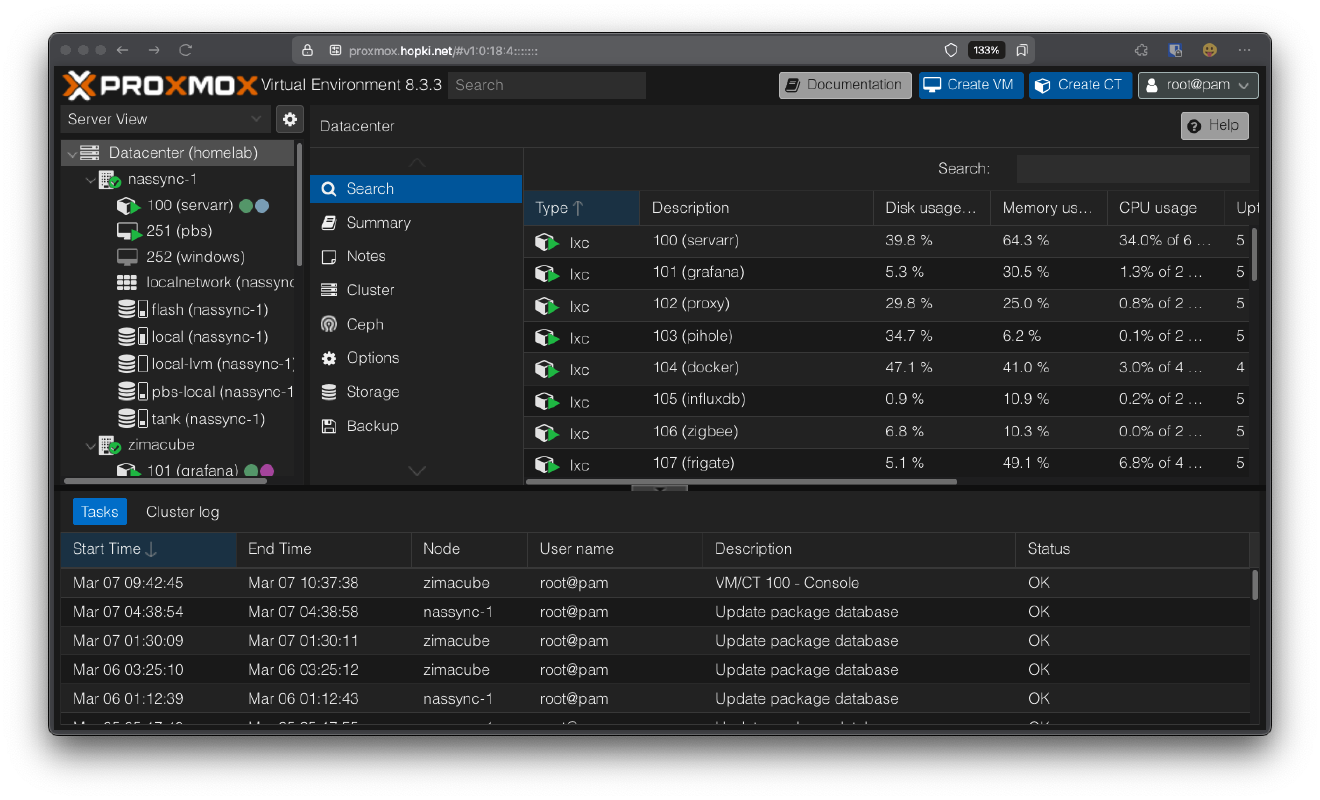 proxmox.hopki.net/#v1:0:18:4:::::::
133%
PROXMOX Virtual Environment 8.3.3 Search
Documentation Create VM Create CT root@pam
Server View
Datacenter (homelab)
nassync-1
100 (servarr)
251 (pbs)
252 (windows)
localnetwork (nassync
flash (nassync-1)
local (nassync-1)
local-lvm (nassync-1)
pbs-local (nassync-1
tank (nassync-1)
zimacube
101 (grafana)
Datacenter
Help
Search
Summary
Notes
Cluster
Ceph
Options
Storage
Backup
Search:
Type Description Disk usage... Memory us... CPU usage Upt
lxc 100 (servarr) 39.8 % 64.3 % 34.0% of 6 ... 5
lxc 101 (grafana) 5.3 % 30.5 % 1.3% of 2 ... 5
lxc 102 (proxy) 29.8 % 25.0 % 0.8% of 2 ... 5
lxc 103 (pihole) 34.7 % 6.2 % 0.1% of 2 ... 5
lxc 104 (docker) 47.1 % 41.0 % 3.0% of 4 ... 4
lxc 105 (influxdb) 0.9 % 10.9 % 0.2% of 2 ... 5
lxc 106 (zigbee) 6.8 % 10.3 % 0.0% of 2 ... 5
lxc 107 (frigate) 5.1 % 49.1 % 6.8% of 4 ... 5
Tasks Cluster log
Start Time End Time Node User name Description Status
Mar 07 09:42:45 Mar 07 10:37:38 zimacube root@pam VM/CT 100 - Console OK
Mar 07 04:38:54 Mar 07 04:38:58 nassync-1 root@pam Update package database OK
Mar 07 01:30:09 Mar 07 01:30:11 zimacube root@pam Update package database OK
Mar 06 03:25:10 Mar 06 03:25:12 zimacube root@pam Update package database OK
Mar 06 01:12:39 Mar 06 01:12:43 nassync-1 root@pam Update package database OK